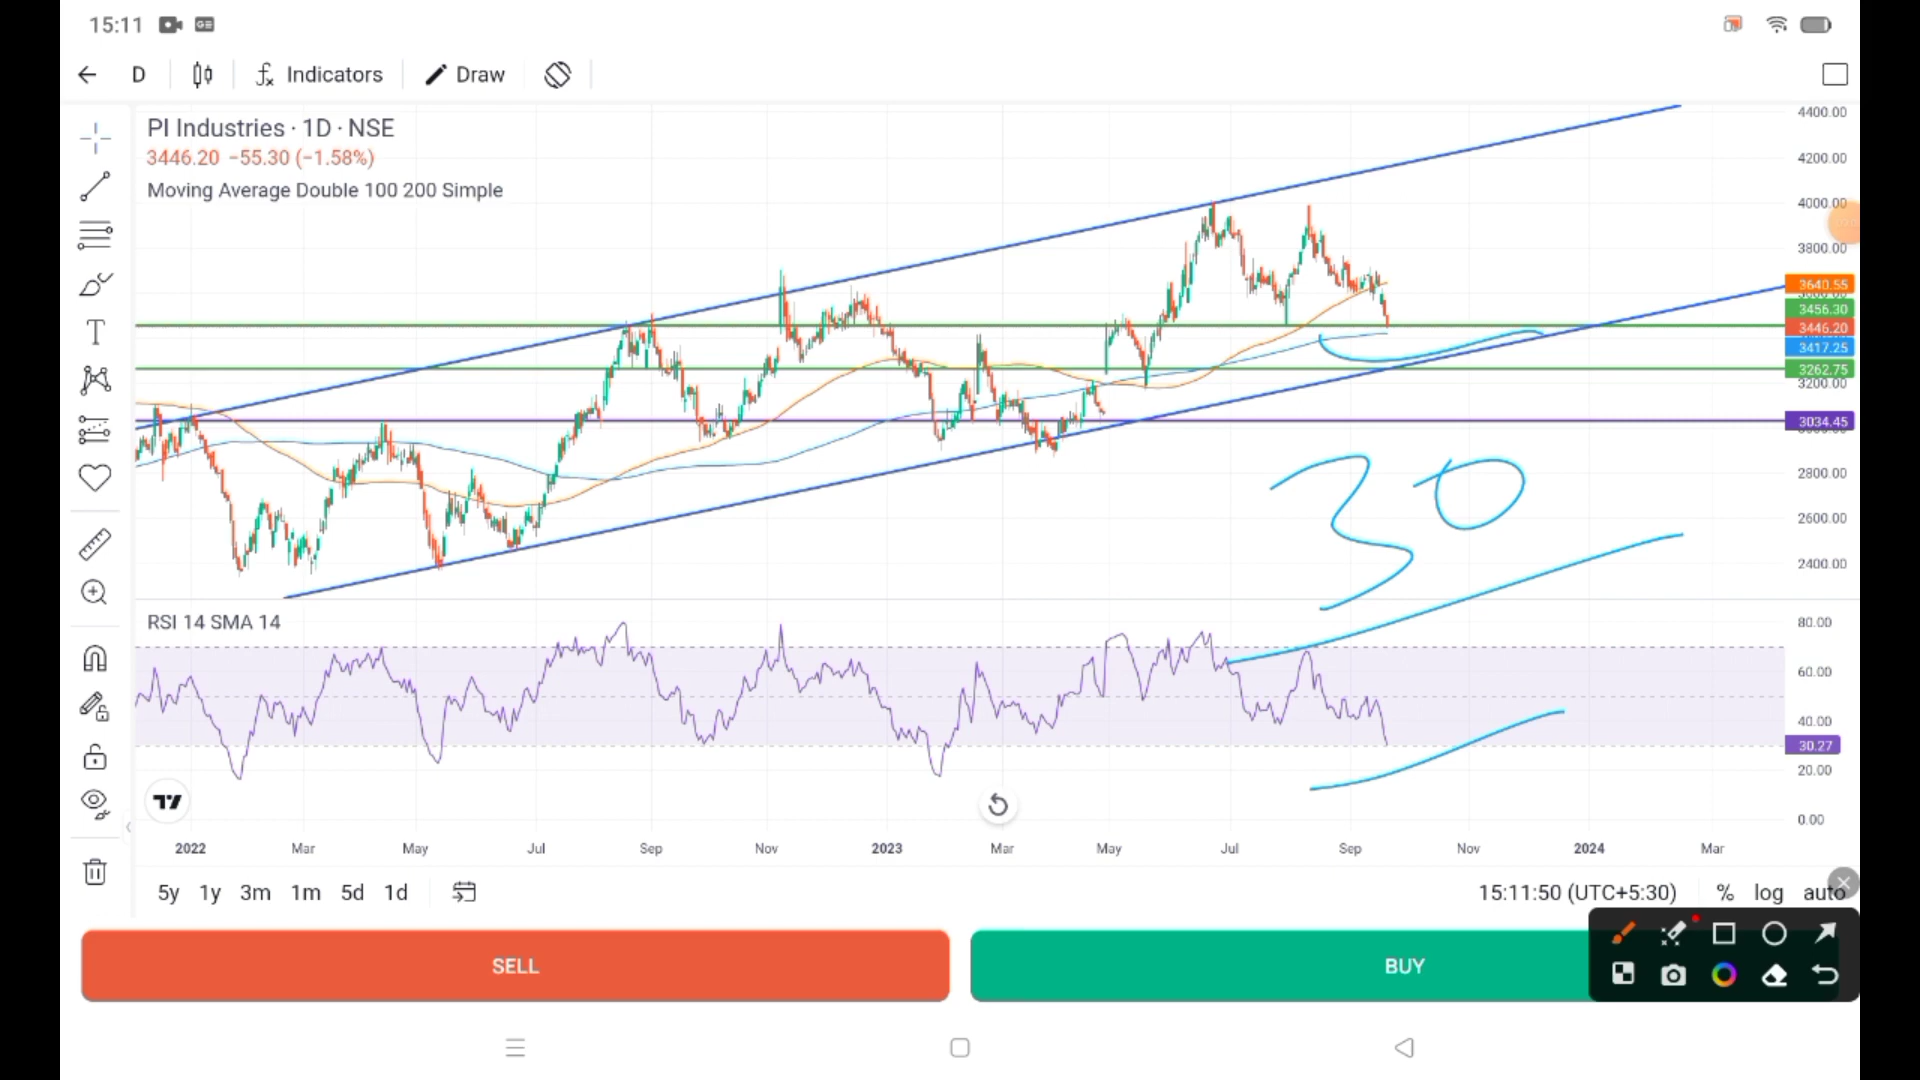 15:11
D Indicators Draw
PI Industries · 1D · NSE
3446.20 −55.30 (−1.58%)
Moving Average Double 100 200 Simple
4400.00
4200.00
4000.00
3800.00
3640.55
3456.30
3446.20
3417.25
3262.75
3200.00
3034.45
2800.00
2600.00
2400.00
30
RSI 14 SMA 14
80.00
60.00
40.00
30.27
20.00
0.00
2022 Mar May Jul Sep Nov 2023 Mar May Jul Sep Nov 2024 Mar
5y 1y 3m 1m 5d 1d 15:11:50 (UTC+5:30) % log auto
SELL BUY